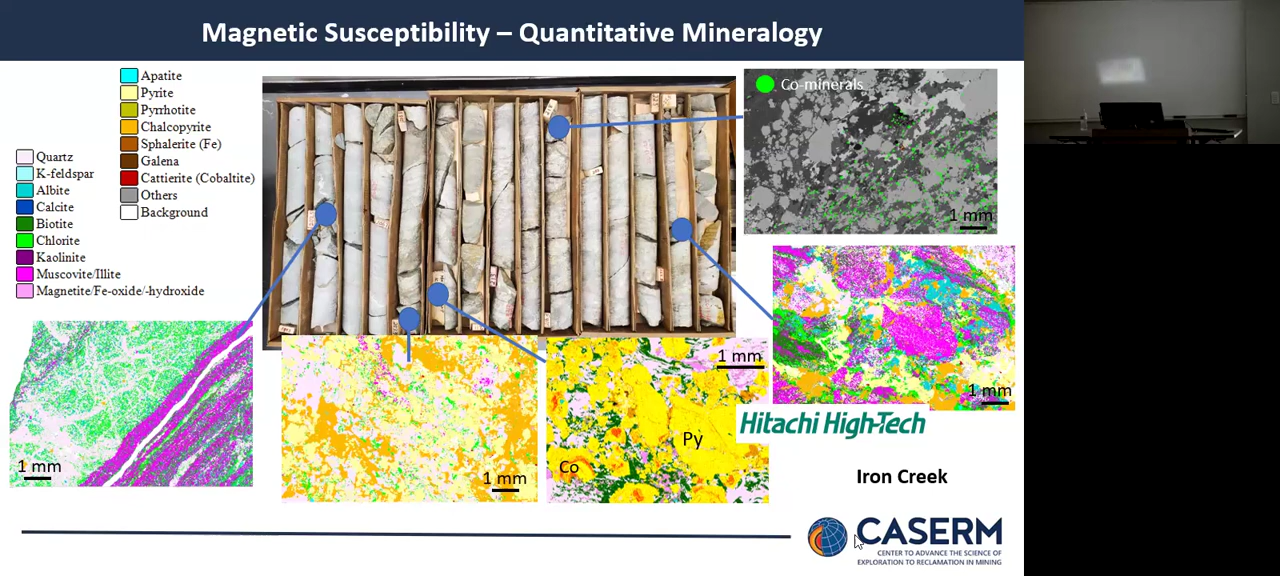 Magnetic Susceptibility – Quantitative Mineralogy
Apatite
Pyrite
Pyrrhotite
Chalcopyrite
Sphalerite (Fe)
Galena
Cattierite (Cobaltite)
Others
Background
Quartz
K-feldspar
Albite
Calcite
Biotite
Chlorite
Kaolinite
Muscovite/Illite
Magnetite/Fe-oxide/-hydroxide
Co-minerals
1 mm
1 mm
1 mm
1 mm
1 mm
Py
Co
Hitachi High-Tech
Iron Creek
CASERM
CENTER TO ADVANCE THE SCIENCE OF
EXPLORATION TO RECLAMATION IN MINING